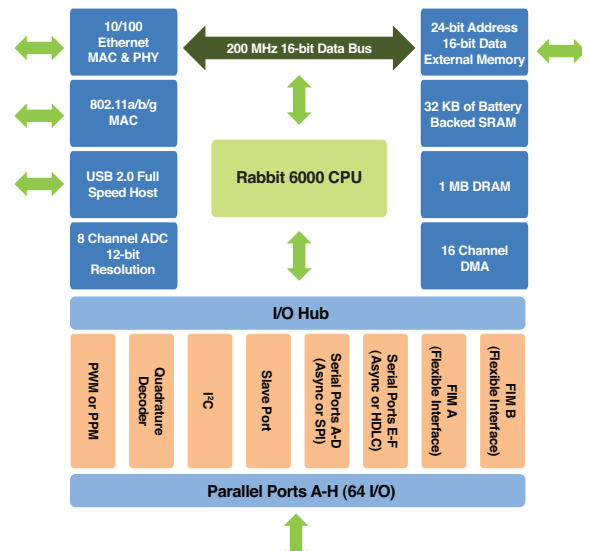 10/100
Ethernet
MAC & PHY
200 MHz 16-bit Data Bus
24-bit Address
16-bit Data
External Memory
802.11a/b/g
MAC
32 KB of Battery
Backed SRAM
Rabbit 6000 CPU
USB 2.0 Full
Speed Host
1 MB DRAM
8 Channel ADC
12-bit
Resolution
16 Channel
DMA
I/O Hub
PWM or PPM
Quadrature
Decoder
I²C
Slave Port
Serial Ports A-D
(Async or SPI)
Serial Ports E-F
(Async or HDLC)
FIM A
(Flexible Interface)
FIM B
(Flexible Interface)
Parallel Ports A-H (64 I/O)